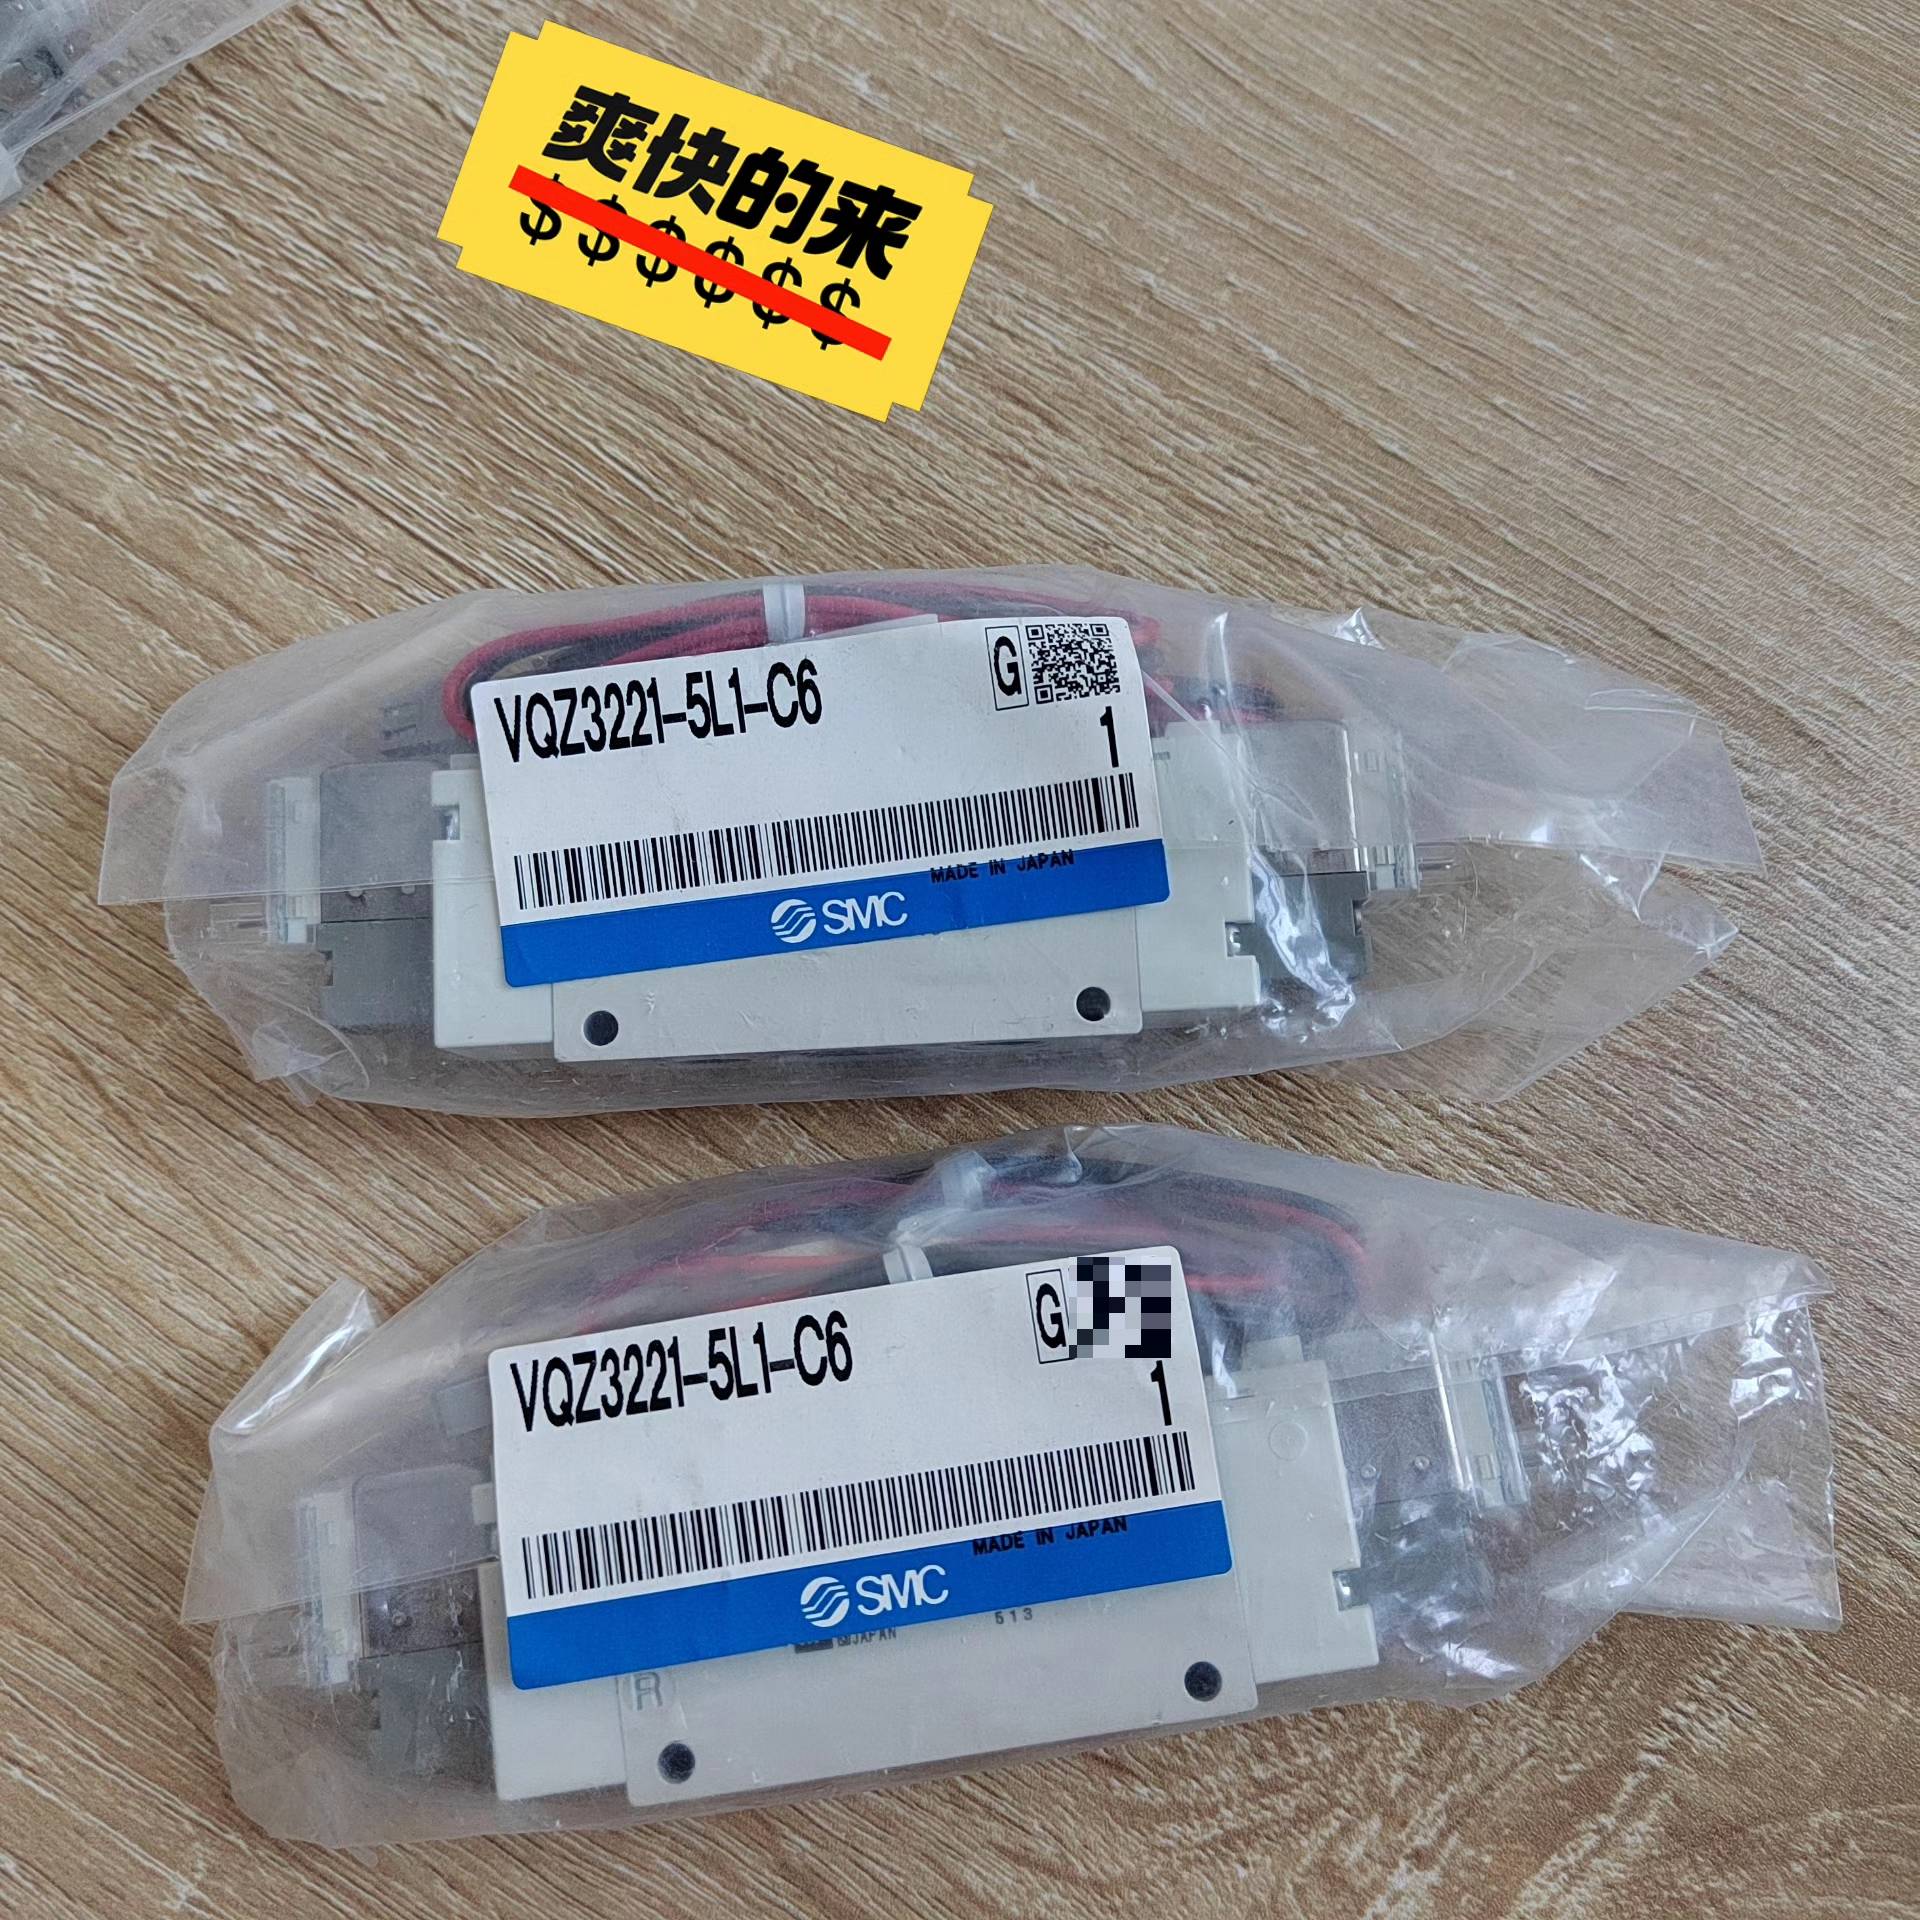 爽快的来
$$$$$$
VQZ3221-5L1-C6
G
1
MADE IN JAPAN
SMC
VQZ3221-5L1-C6
G
1
MADE IN JAPAN
SMC
513
JAPAN
R